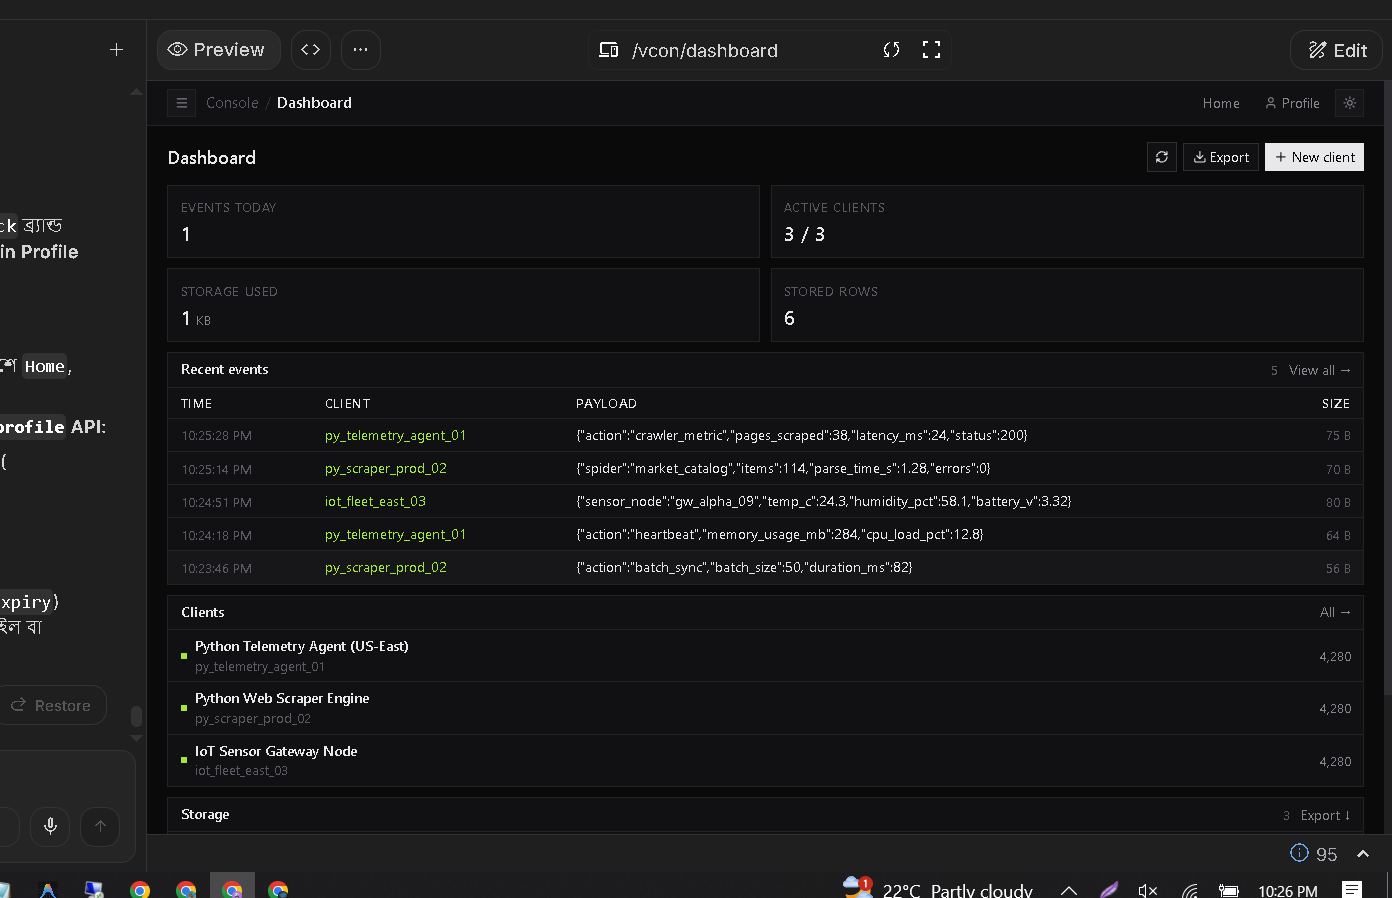 Preview
/vcon/dashboard
Edit
Console / Dashboard
Home
Profile
Dashboard
Export
+ New client
EVENTS TODAY
1
ACTIVE CLIENTS
3 / 3
STORAGE USED
1 KB
STORED ROWS
6
Recent events
5 View all →
TIME CLIENT PAYLOAD SIZE
10:25:28 PM py_telemetry_agent_01 {"action":"crawler_metric","pages_scraped":38,"latency_ms":24,"status":200} 75 B
10:25:14 PM py_scraper_prod_02 {"spider":"market_catalog","items":114,"parse_time_s":1.28,"errors":0} 70 B
10:24:51 PM iot_fleet_east_03 {"sensor_node":"gw_alpha_09","temp_c":24.3,"humidity_pct":58.1,"battery_v":3.32} 80 B
10:24:18 PM py_telemetry_agent_01 {"action":"heartbeat","memory_usage_mb":284,"cpu_load_pct":12.8} 64 B
10:23:46 PM py_scraper_prod_02 {"action":"batch_sync","batch_size":50,"duration_ms":82} 56 B
Clients
All →
Python Telemetry Agent (US-East)
py_telemetry_agent_01
4,280
Python Web Scraper Engine
py_scraper_prod_02
4,280
IoT Sensor Gateway Node
iot_fleet_east_03
4,280
Storage
3 Export ↓
95
ck ব্র্যান্ড
in Profile
Home,
profile API:
(
xpiry)
বা
Restore
1
22°C Partly cloudy
10:26 PM